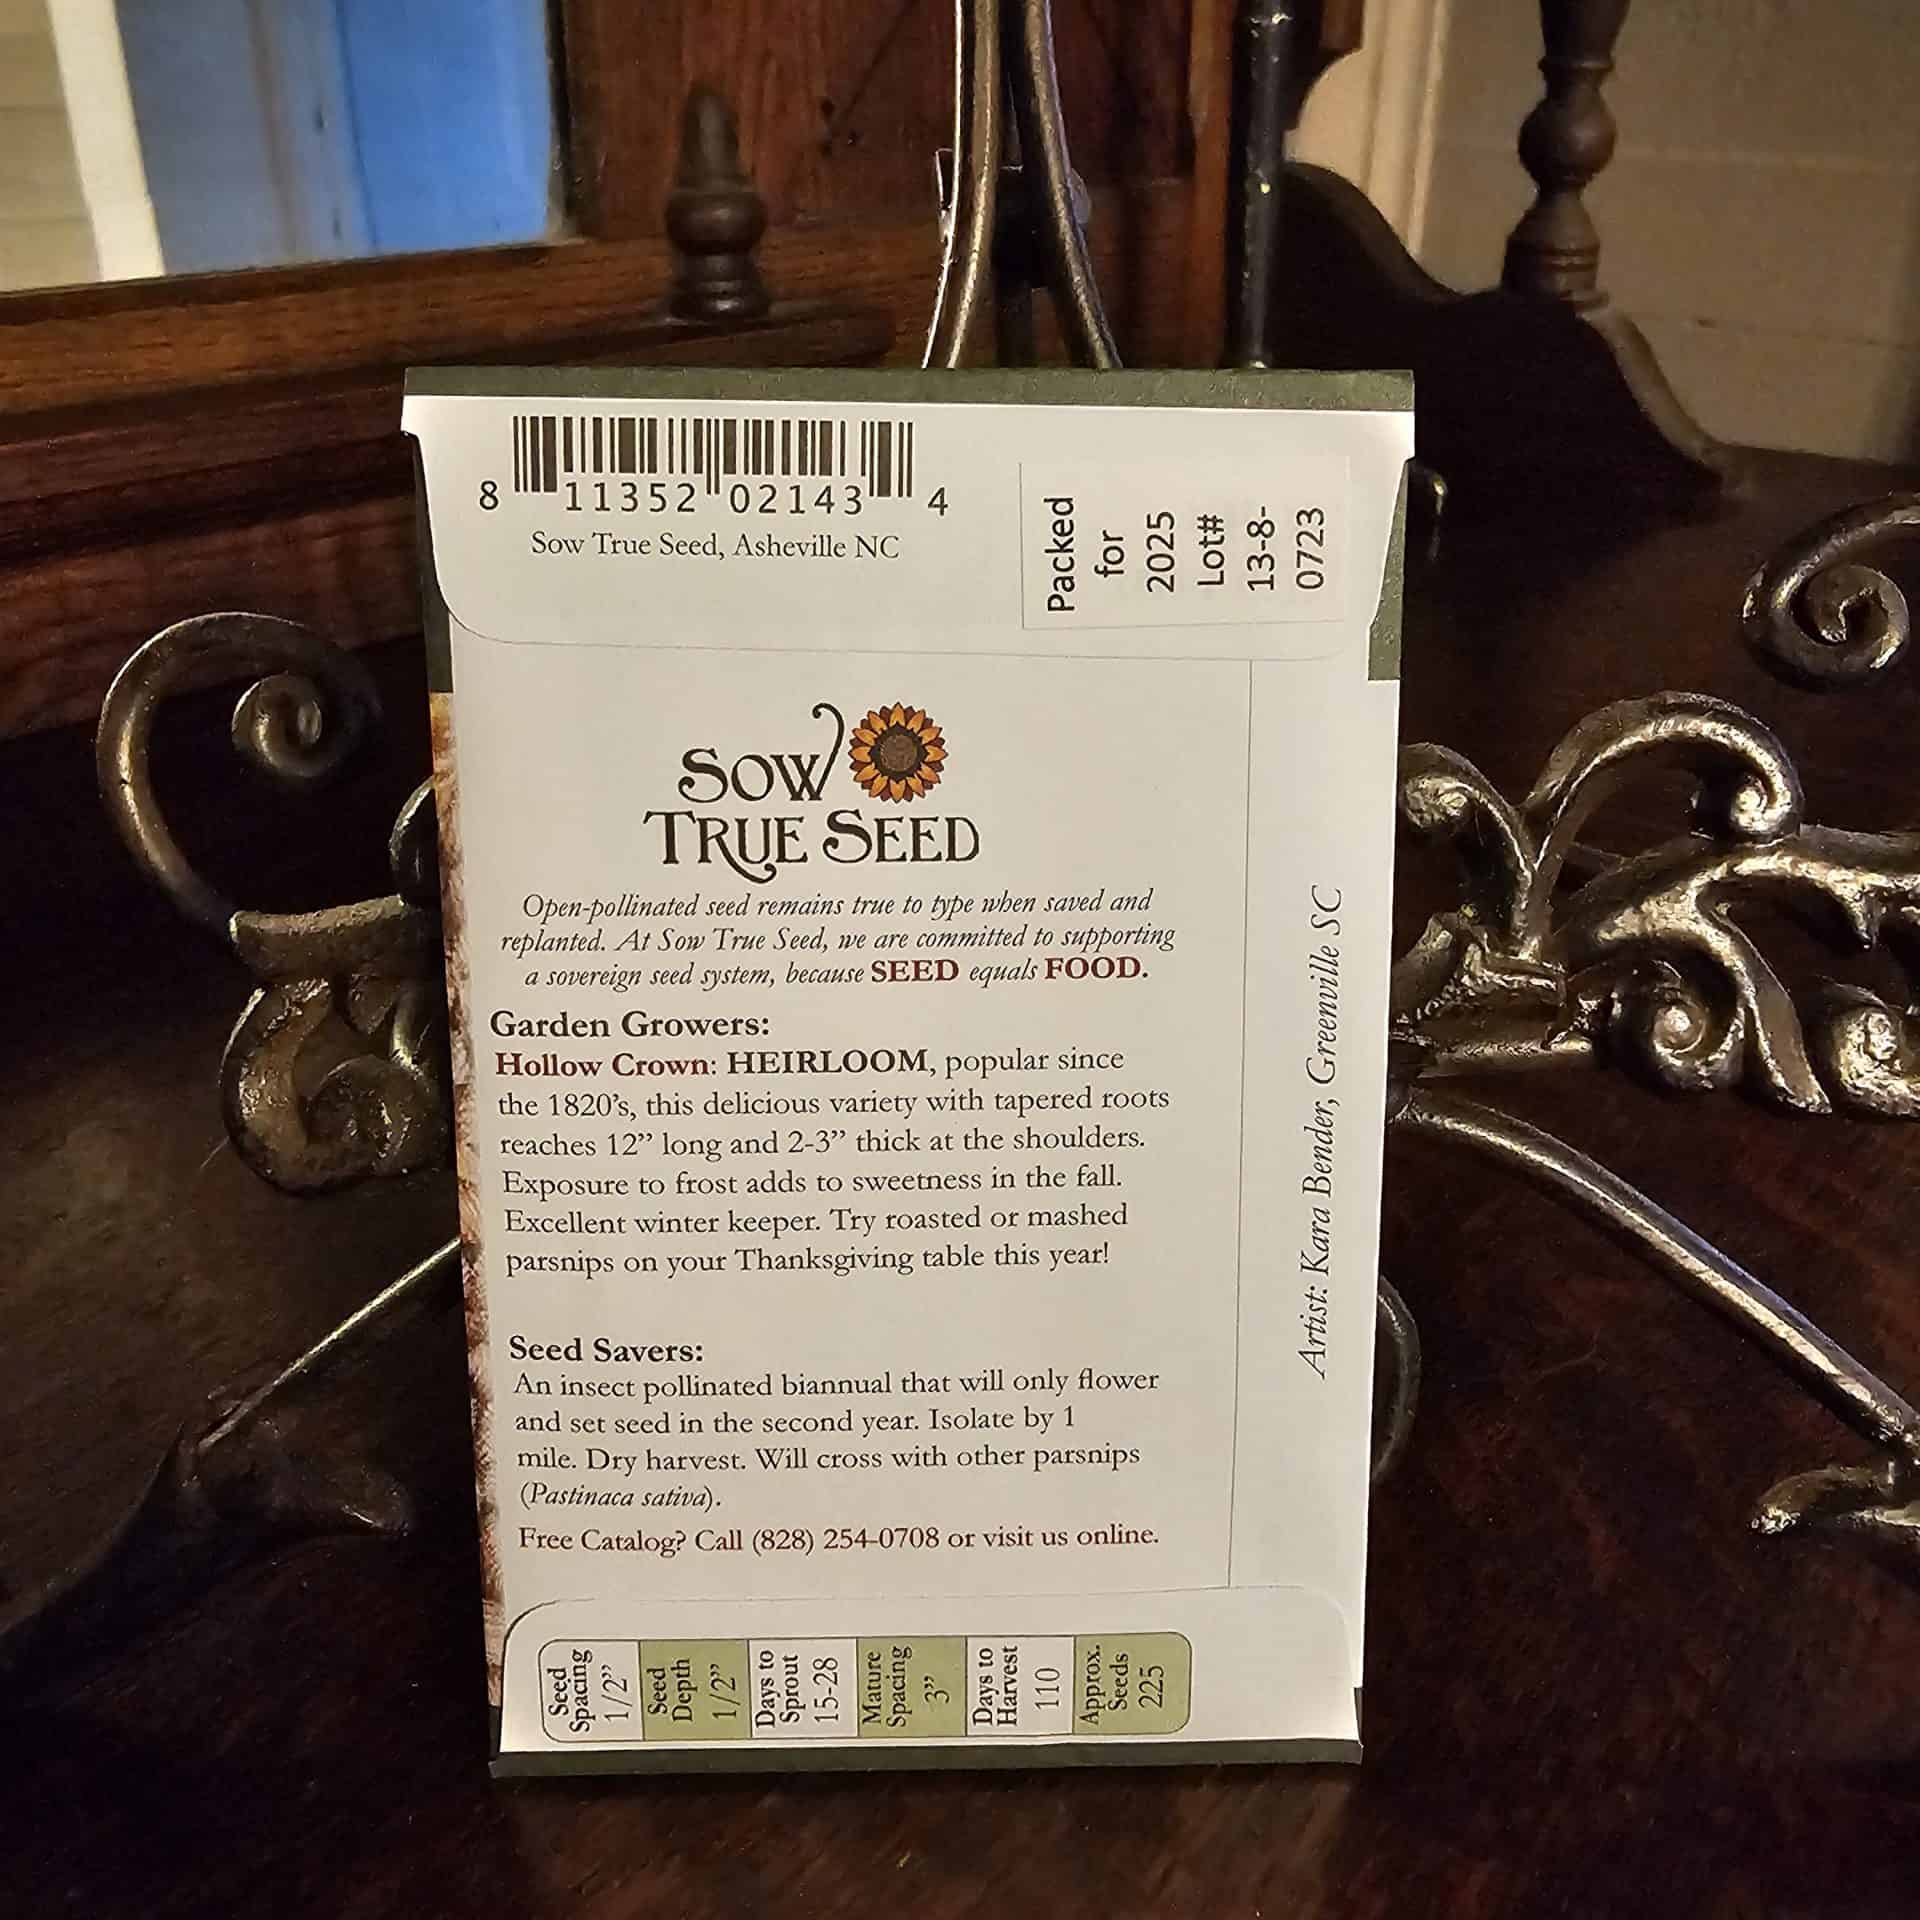 8 11352 02143 4
Sow True Seed, Asheville NC
Packed
for
2025
Lot#
13-8-
0723
SOW
TRUE SEED
Open-pollinated seed remains true to type when saved and
replanted. At Sow True Seed, we are committed to supporting
a sovereign seed system, because SEED equals FOOD.
Garden Growers:
Hollow Crown: HEIRLOOM, popular since
the 1820’s, this delicious variety with tapered roots
reaches 12” long and 2-3” thick at the shoulders.
Exposure to frost adds to sweetness in the fall.
Excellent winter keeper. Try roasted or mashed
parsnips on your Thanksgiving table this year!
Seed Savers:
An insect pollinated biannual that will only flower
and set seed in the second year. Isolate by 1
mile. Dry harvest. Will cross with other parsnips
(Pastinaca sativa).
Free Catalog? Call (828) 254-0708 or visit us online.
Artist: Kara Bender, Greenville SC
Seed
Spacing
1/2”
Seed
Depth
1/2”
Days to
Sprout
15-28
Mature
Spacing
3”
Days to
Harvest
110
Approx.
Seeds
225